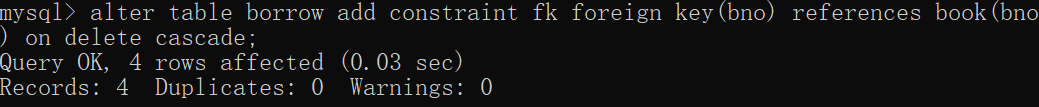 mysql> alter table borrow add constraint fk foreign key(bno) references book(bno
) on delete cascade;
Query OK, 4 rows affected (0.03 sec)
Records: 4  Duplicates: 0  Warnings: 0